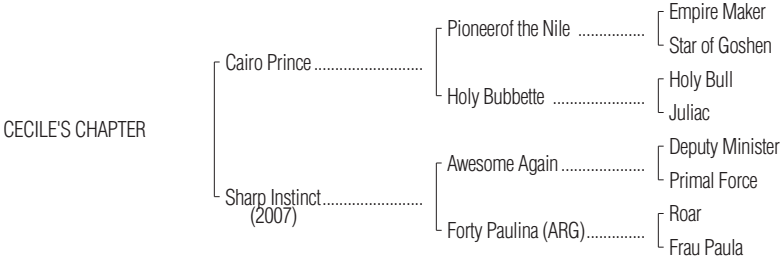 Empire Maker
Pioneerof the Nile ................
Star of Goshen
Cairo Prince ..........................
Holy Bull
Holy Bubbette ......................
Juliac
CECILE'S CHAPTER
Deputy Minister
Awesome Again ....................
Primal Force
Sharp Instinct........................
(2007)
Roar
Forty Paulina (ARG)..............
Frau Paula